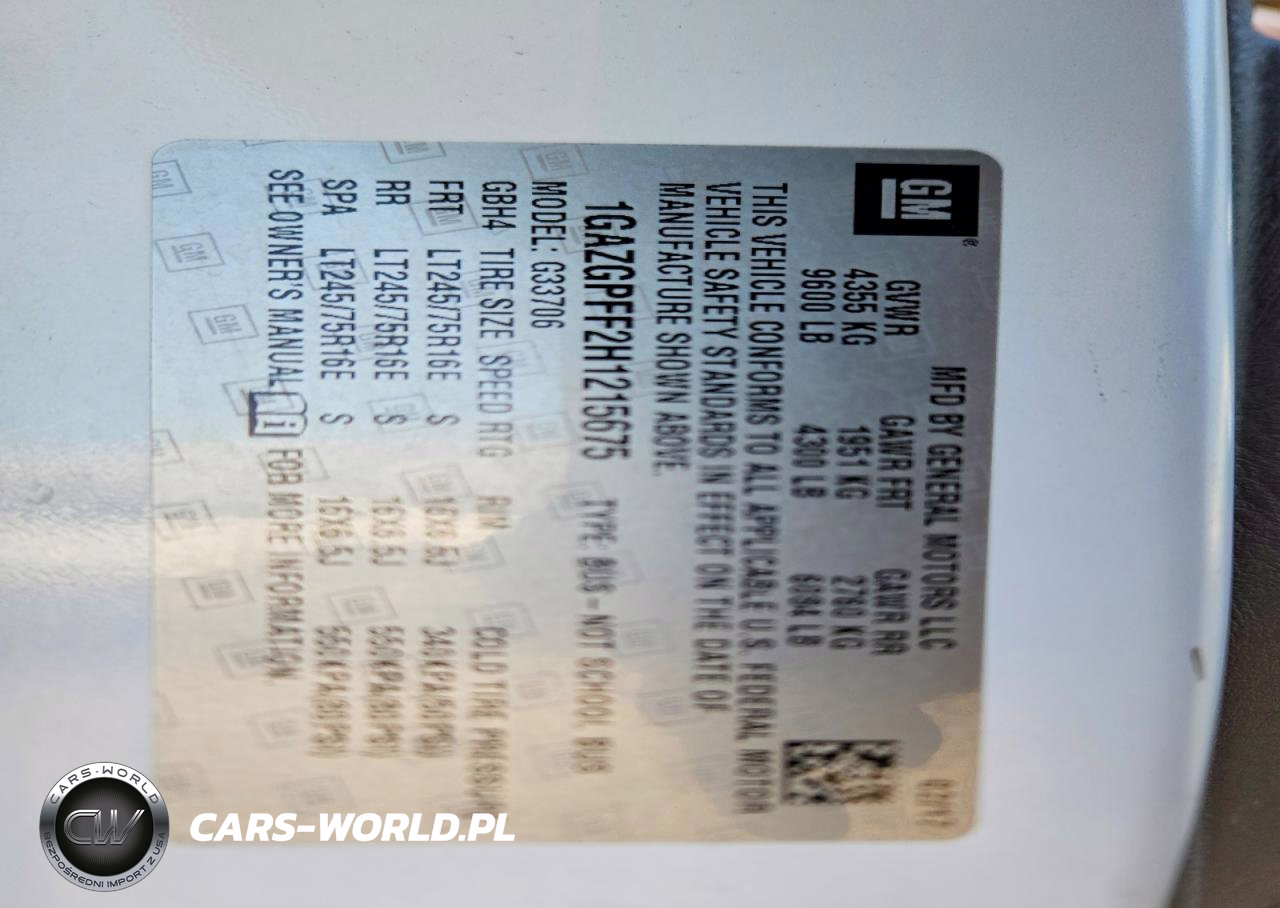 GM
MFD BY GENERAL MOTORS LLC
GVWR GAWR FRT GAWR RR
4355 KG 1951 KG 2760 KG
9600 LB 4300 LB 6084 LB
THIS VEHICLE CONFORMS TO ALL APPLICABLE U.S. FEDERAL MOTOR
VEHICLE SAFETY STANDARDS IN EFFECT ON THE DATE OF
MANUFACTURE SHOWN ABOVE.
1GAZGPFF2H1215675 TYPE: BUS - NOT SCHOOL BUS
MODEL: G33706
GBH4 TIRE SIZE SPEED RTG RIM COLD TIRE PRESSURE
FRT LT245/75R16E S 16X6.5J 340KPA(50PSI)
RR LT245/75R16E S 16X6.5J 550KPA(80PSI)
SPA LT245/75R16E S 16X6.5J 550KPA(80PSI)
SEE OWNER'S MANUAL i FOR MORE INFORMATION.
CARS-WORLD
CW
BEZPOŚREDNI IMPORT Z USA
CARS-WORLD.PL